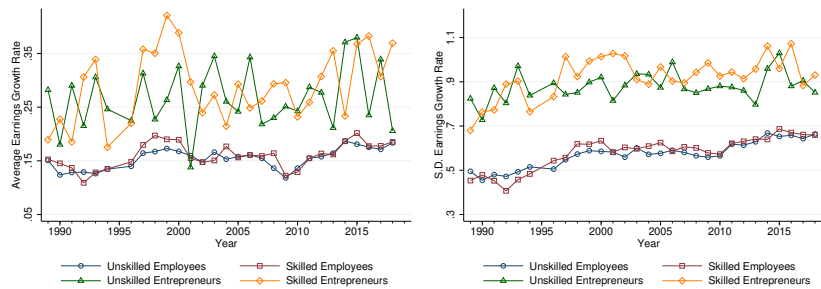 Average Earnings Growth Rate
.05 .15 .25 .35
1990 1995 2000 2005 2010 2015
Year
Unskilled Employees Skilled Employees
Unskilled Entrepreneurs Skilled Entrepreneurs
S.D. Earnings Growth Rate
.3 .5 .7 .9 1.1
1990 1995 2000 2005 2010 2015
Year
Unskilled Employees Skilled Employees
Unskilled Entrepreneurs Skilled Entrepreneurs